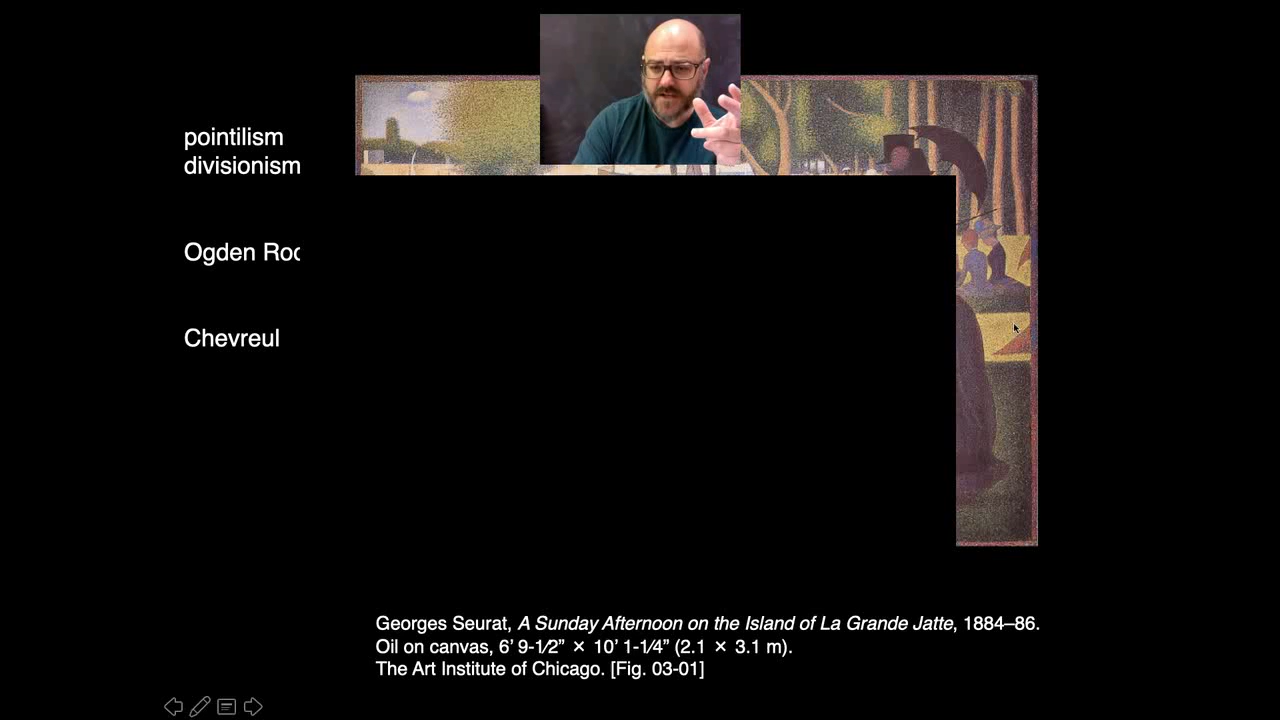 pointilism
divisionism
Ogden
Chevreul
Georges Seurat, A Sunday Afternoon on the Island of La Grande Jatte, 1884–86.
Oil on canvas, 6’ 9-1⁄2” × 10’ 1-1⁄4” (2.1 × 3.1 m).
The Art Institute of Chicago. [Fig. 03-01]